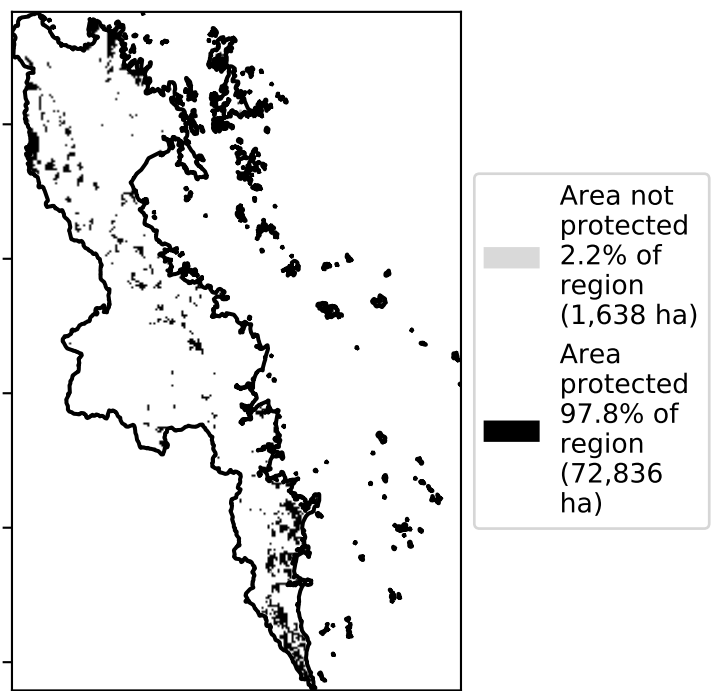 Area not
protected
2.2% of
region
(1,638 ha)
Area
protected
97.8% of
region
(72,836
ha)